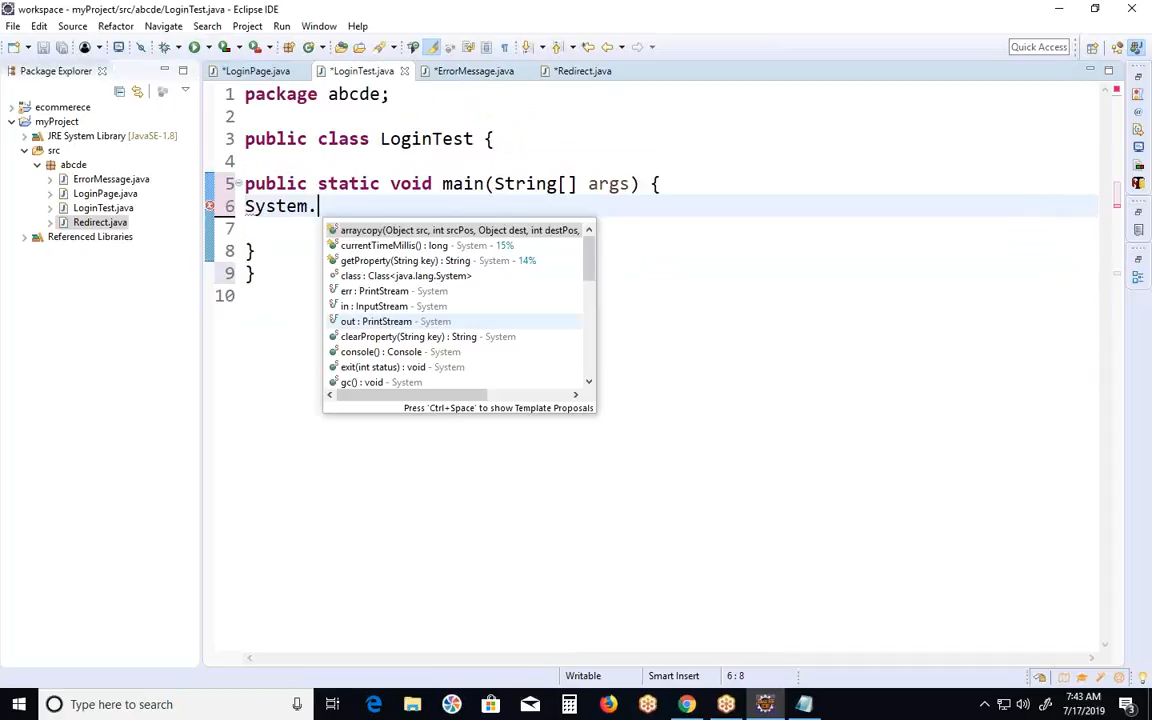 workspace - myProject/src/abcde/LoginTest.java - Eclipse IDE
File Edit Source Refactor Navigate Search Project Run Window Help
Quick Access
Package Explorer
*LoginPage.java
*LoginTest.java
*ErrorMessage.java
*Redirect.java
ecommerece
myProject
JRE System Library [JavaSE-1.8]
src
abcde
ErrorMessage.java
LoginPage.java
LoginTest.java
Redirect.java
Referenced Libraries
1 package abcde;
2
3 public class LoginTest {
4
5 public static void main(String[] args) {
6 System.
7
8 }
9 }
10
arraycopy(Object src, int srcPos, Object dest, int destPos,
currentTimeMillis() : long - System - 15%
getProperty(String key) : String - System - 14%
class : Class<java.lang.System>
err : PrintStream - System
in : InputStream - System
out : PrintStream - System
clearProperty(String key) : String - System
console() : Console - System
exit(int status) : void - System
gc() : void - System
Press 'Ctrl+Space' to show Template Proposals
Writable
Smart Insert
6 : 8
Type here to search
7:43 AM
7/17/2019
3